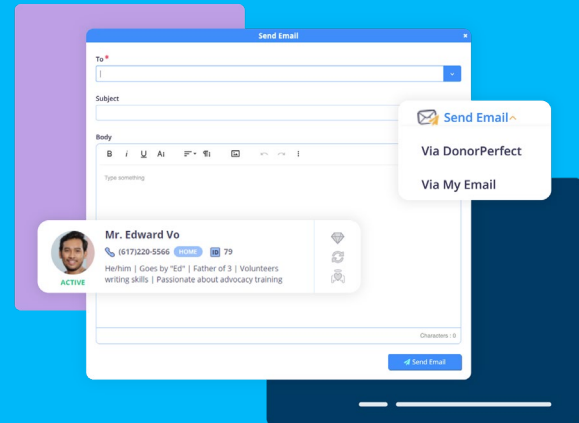 Send Email
To *
Subject
Send Email
Via DonorPerfect
Via My Email
Body
B i U AI
Type something
Mr. Edward Vo
(617)220-5566 HOME ID 79
He/him | Goes by "Ed" | Father of 3 | Volunteers
writing skills | Passionate about advocacy training
ACTIVE
Characters : 0
Send Email